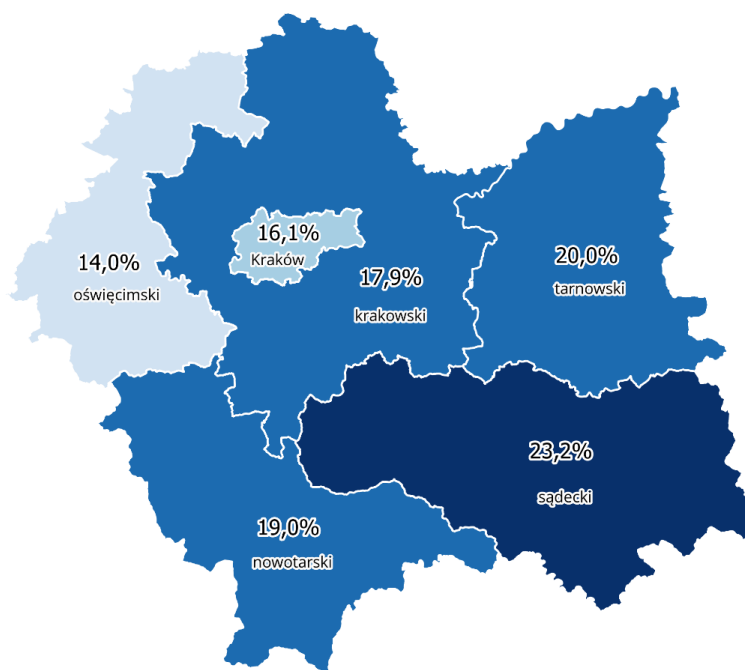 16,1%
Kraków
14,0%
oświęcimski
17,9%
krakowski
20,0%
tarnowski
23,2%
sądecki
19,0%
nowotarski